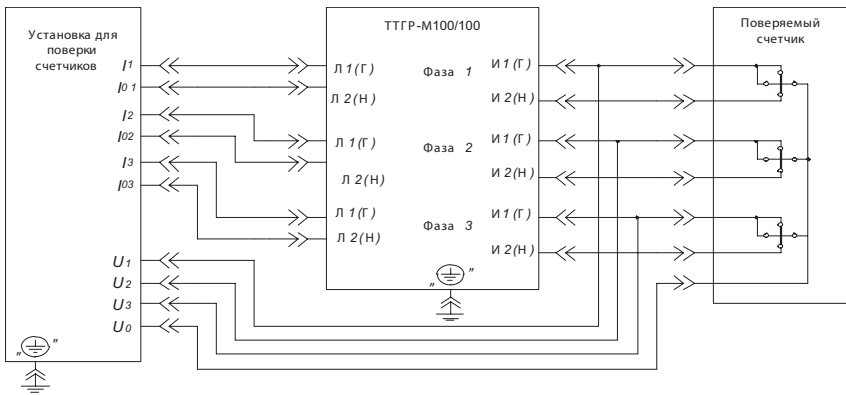 Установка для
поверки
счетчиков
I1
I01
I2
I02
I3
I03
U1
U2
U3
U0
„ ”
ТТГР-М100/100
Л 1(Г)
Л 2(Н)
Л 1(Г)
Л 2(Н)
Л 1(Г)
Л 2(Н)
Фаза 1
Фаза 2
Фаза 3
И 1(Г)
И 2(Н)
И 1(Г)
И 2(Н)
И 1(Г)
И 2(Н)
„ ”
Поверяемый
счетчик